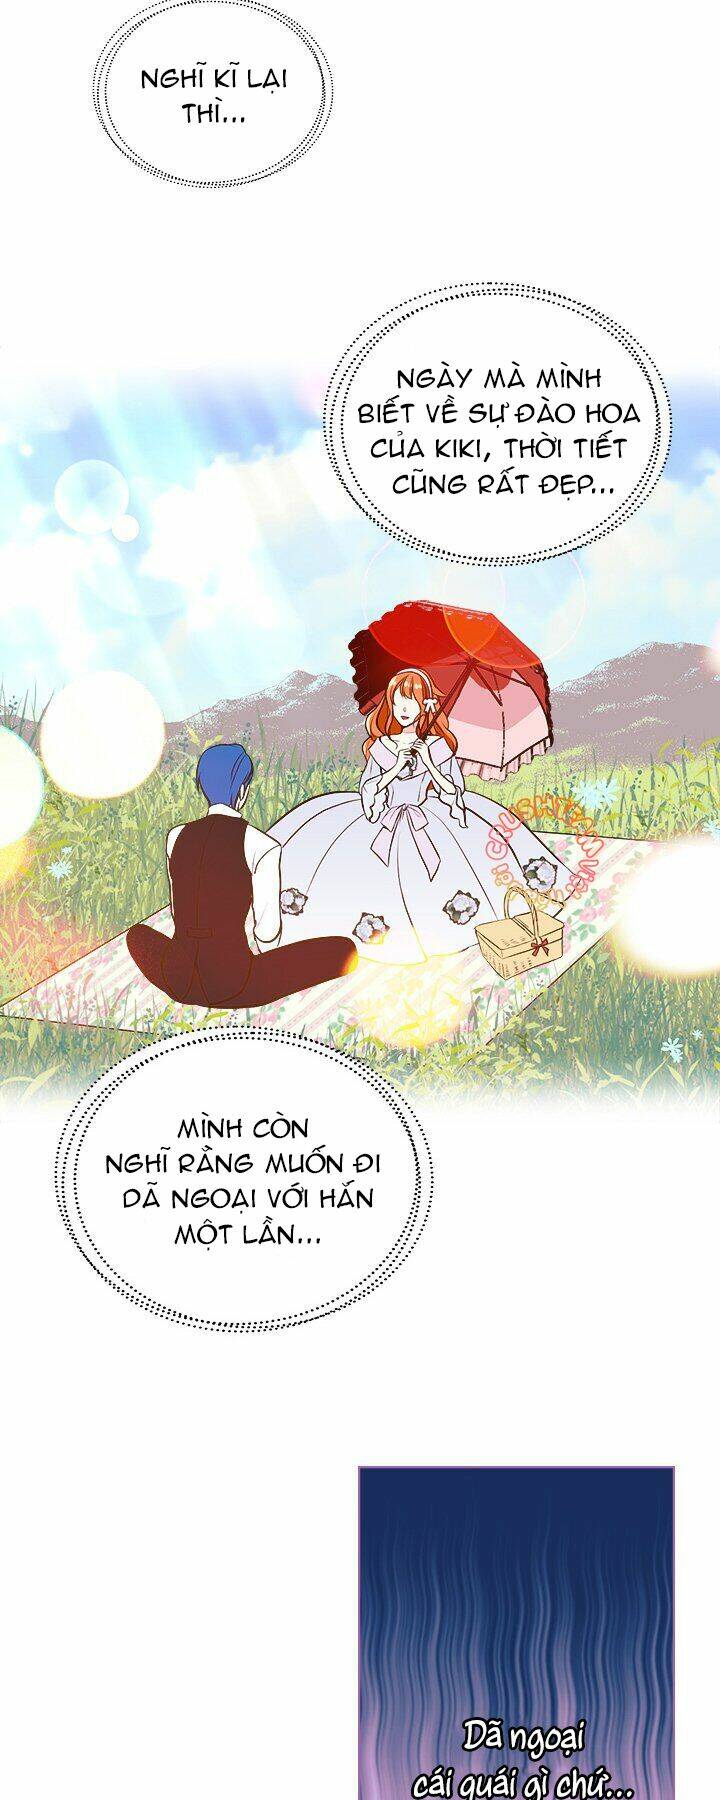 NGHĨ KĨ LẠI
THÌ...
NGÀY MÀ MÌNH
BIẾT VỀ SỰ ĐÀO HOA
CỦA KIKI, THỜI TIẾT
CŨNG RẤT ĐẸP...
MÌNH CÒN
NGHĨ RẰNG MUỐN ĐI
DÃ NGOẠI VỚI HẮN
MỘT LẦN...
Dã ngoại
cái quái gì chứ...